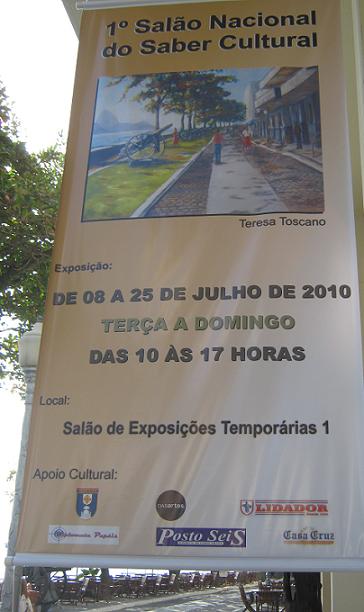 1º Salão Nacional
do Saber Cultural
Teresa Toscano
Exposição:
DE 08 A 25 DE JULHO DE 2010
TERÇA A DOMINGO
DAS 10 ÀS 17 HORAS
Local:
Salão de Exposições Temporárias 1
Apoio Cultural:
LIDADOR
Posto SeiS
Casa Cruz